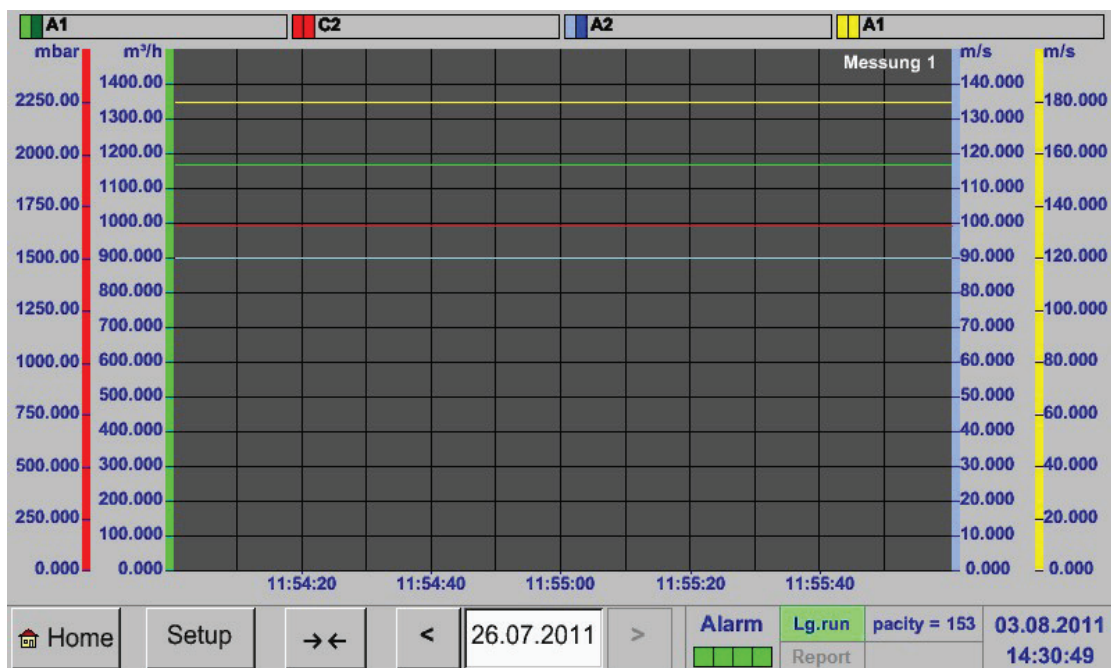 A1 C2 A2 A1
mbar m³/h m/s m/s
Messung 1
1400.00 140.000
2250.00 180.000
1300.00 130.000
2000.00 1200.00 120.000 160.000
1100.00 110.000
1750.00 140.000
1000.00 100.000
1500.00 900.000 90.000 120.000
800.000 80.000
1250.00 100.000
700.000 70.000
1000.00 600.000 60.000 80.000
500.000 50.000
750.000 60.000
400.000 40.000
500.000 300.000 30.000 40.000
200.000 20.000
250.000 20.000
100.000 10.000
0.000 0.000 0.000 0.000
11:54:20 11:54:40 11:55:00 11:55:20 11:55:40
Home Setup →← < 26.07.2011 > Alarm Lg.run pacity = 153 03.08.2011
Report 14:30:49